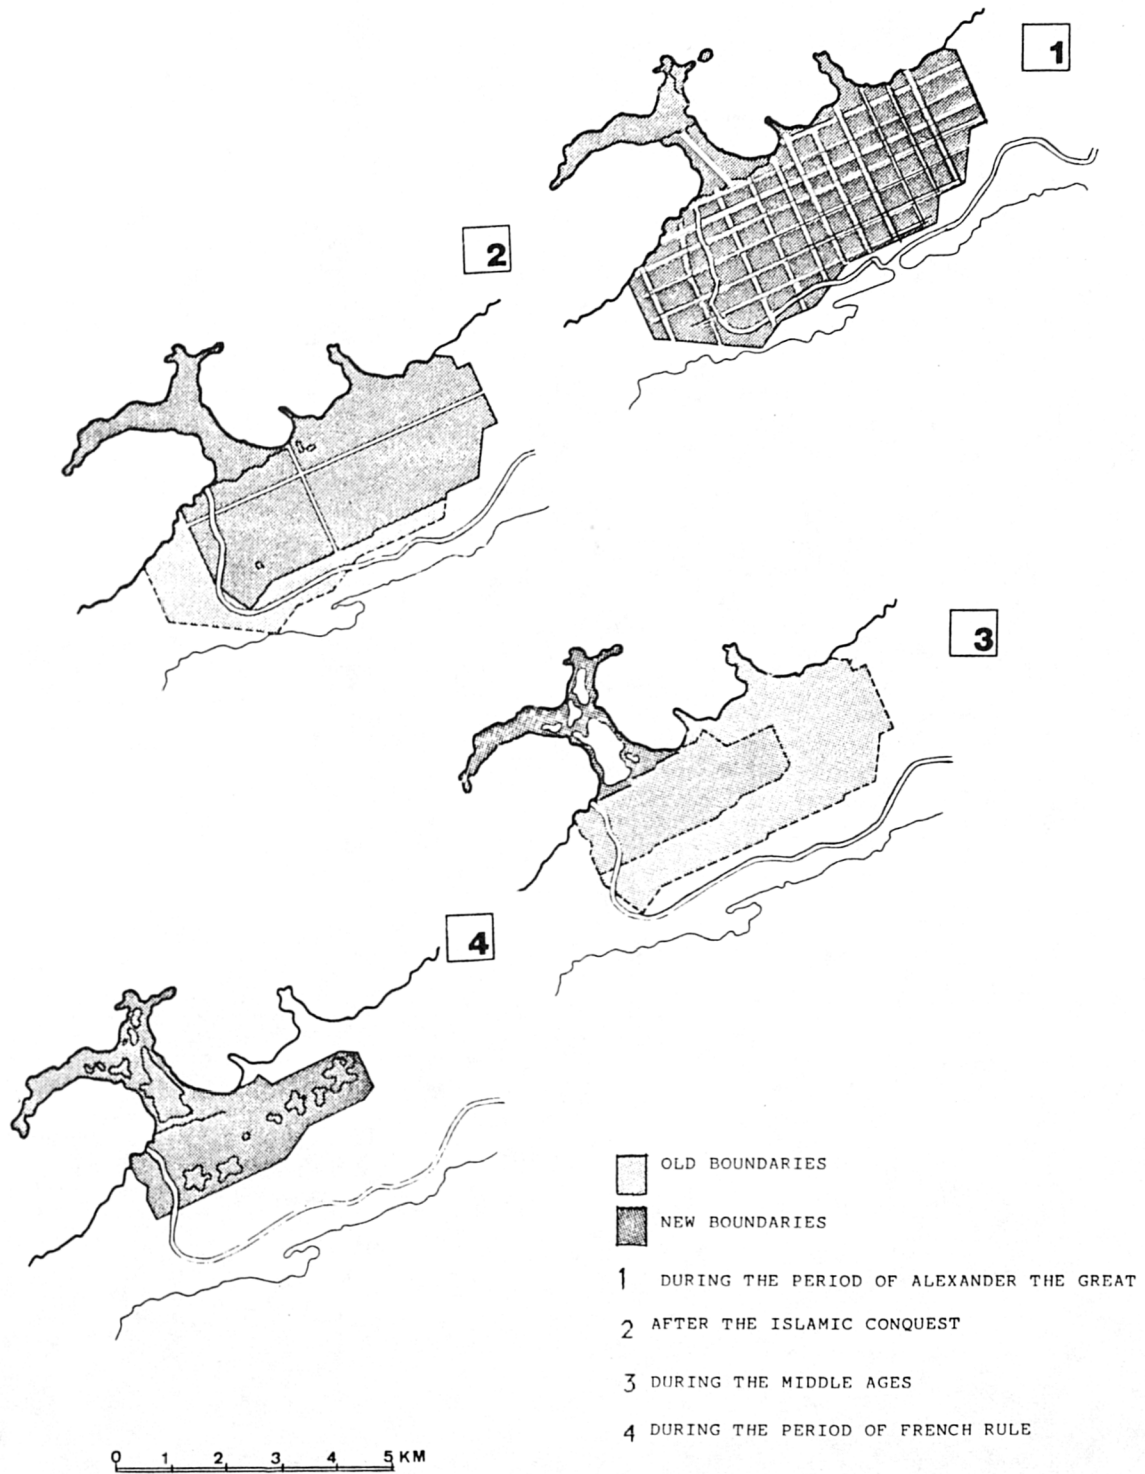 1
2
3
4
OLD BOUNDARIES
NEW BOUNDARIES
1 DURING THE PERIOD OF ALEXANDER THE GREAT
2 AFTER THE ISLAMIC CONQUEST
3 DURING THE MIDDLE AGES
4 DURING THE PERIOD OF FRENCH RULE
0 1 2 3 4 5 KM